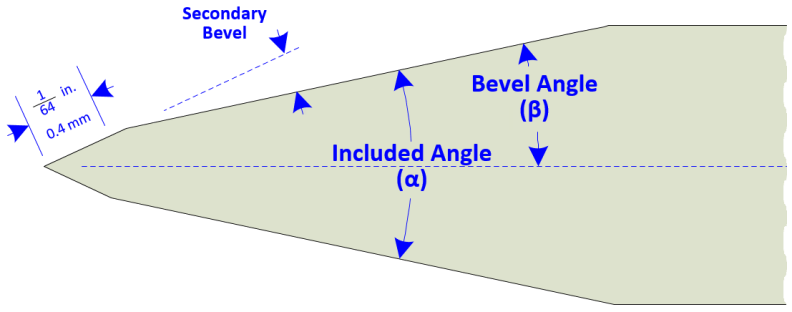 Secondary
Bevel
1/64 in.
0.4 mm
Bevel Angle
(β)
Included Angle
(α)